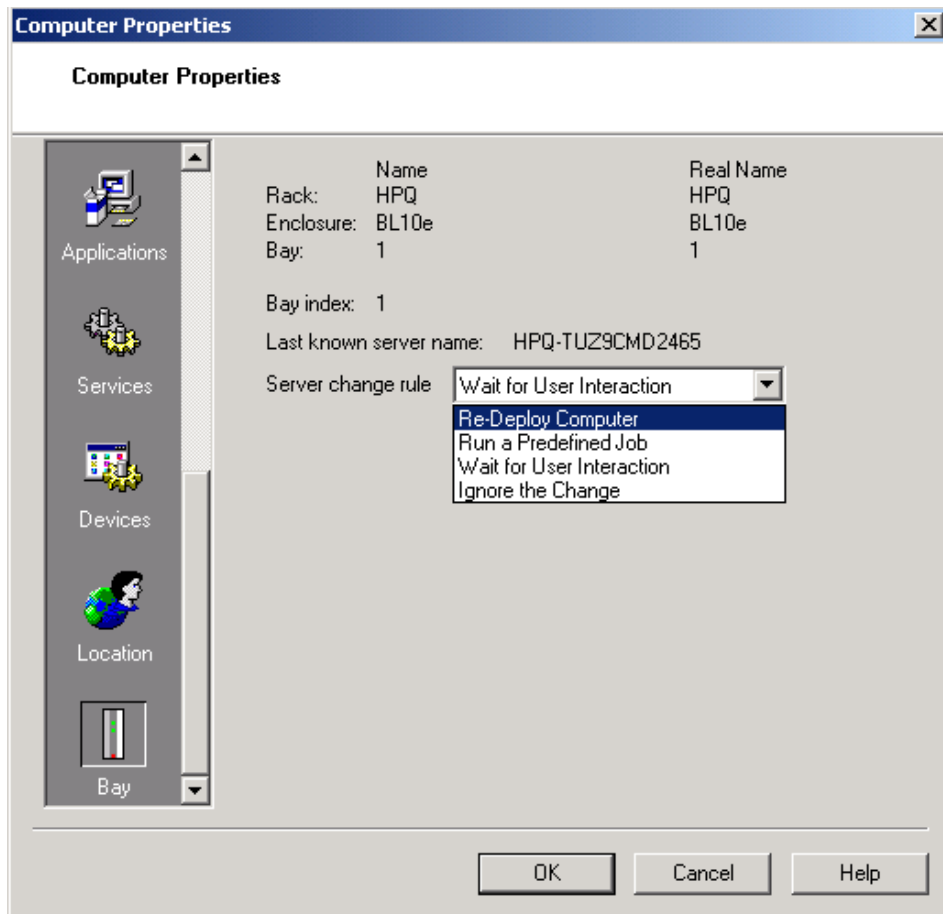 Computer Properties
Computer Properties
Applications
Services
Devices
Location
Bay
Name Real Name
Rack: HPQ HPQ
Enclosure: BL10e BL10e
Bay: 1 1
Bay index: 1
Last known server name: HPQ-TUZ9CMD2465
Server change rule Wait for User Interaction
Re-Deploy Computer
Run a Predefined Job
Wait for User Interaction
Ignore the Change
OK Cancel Help